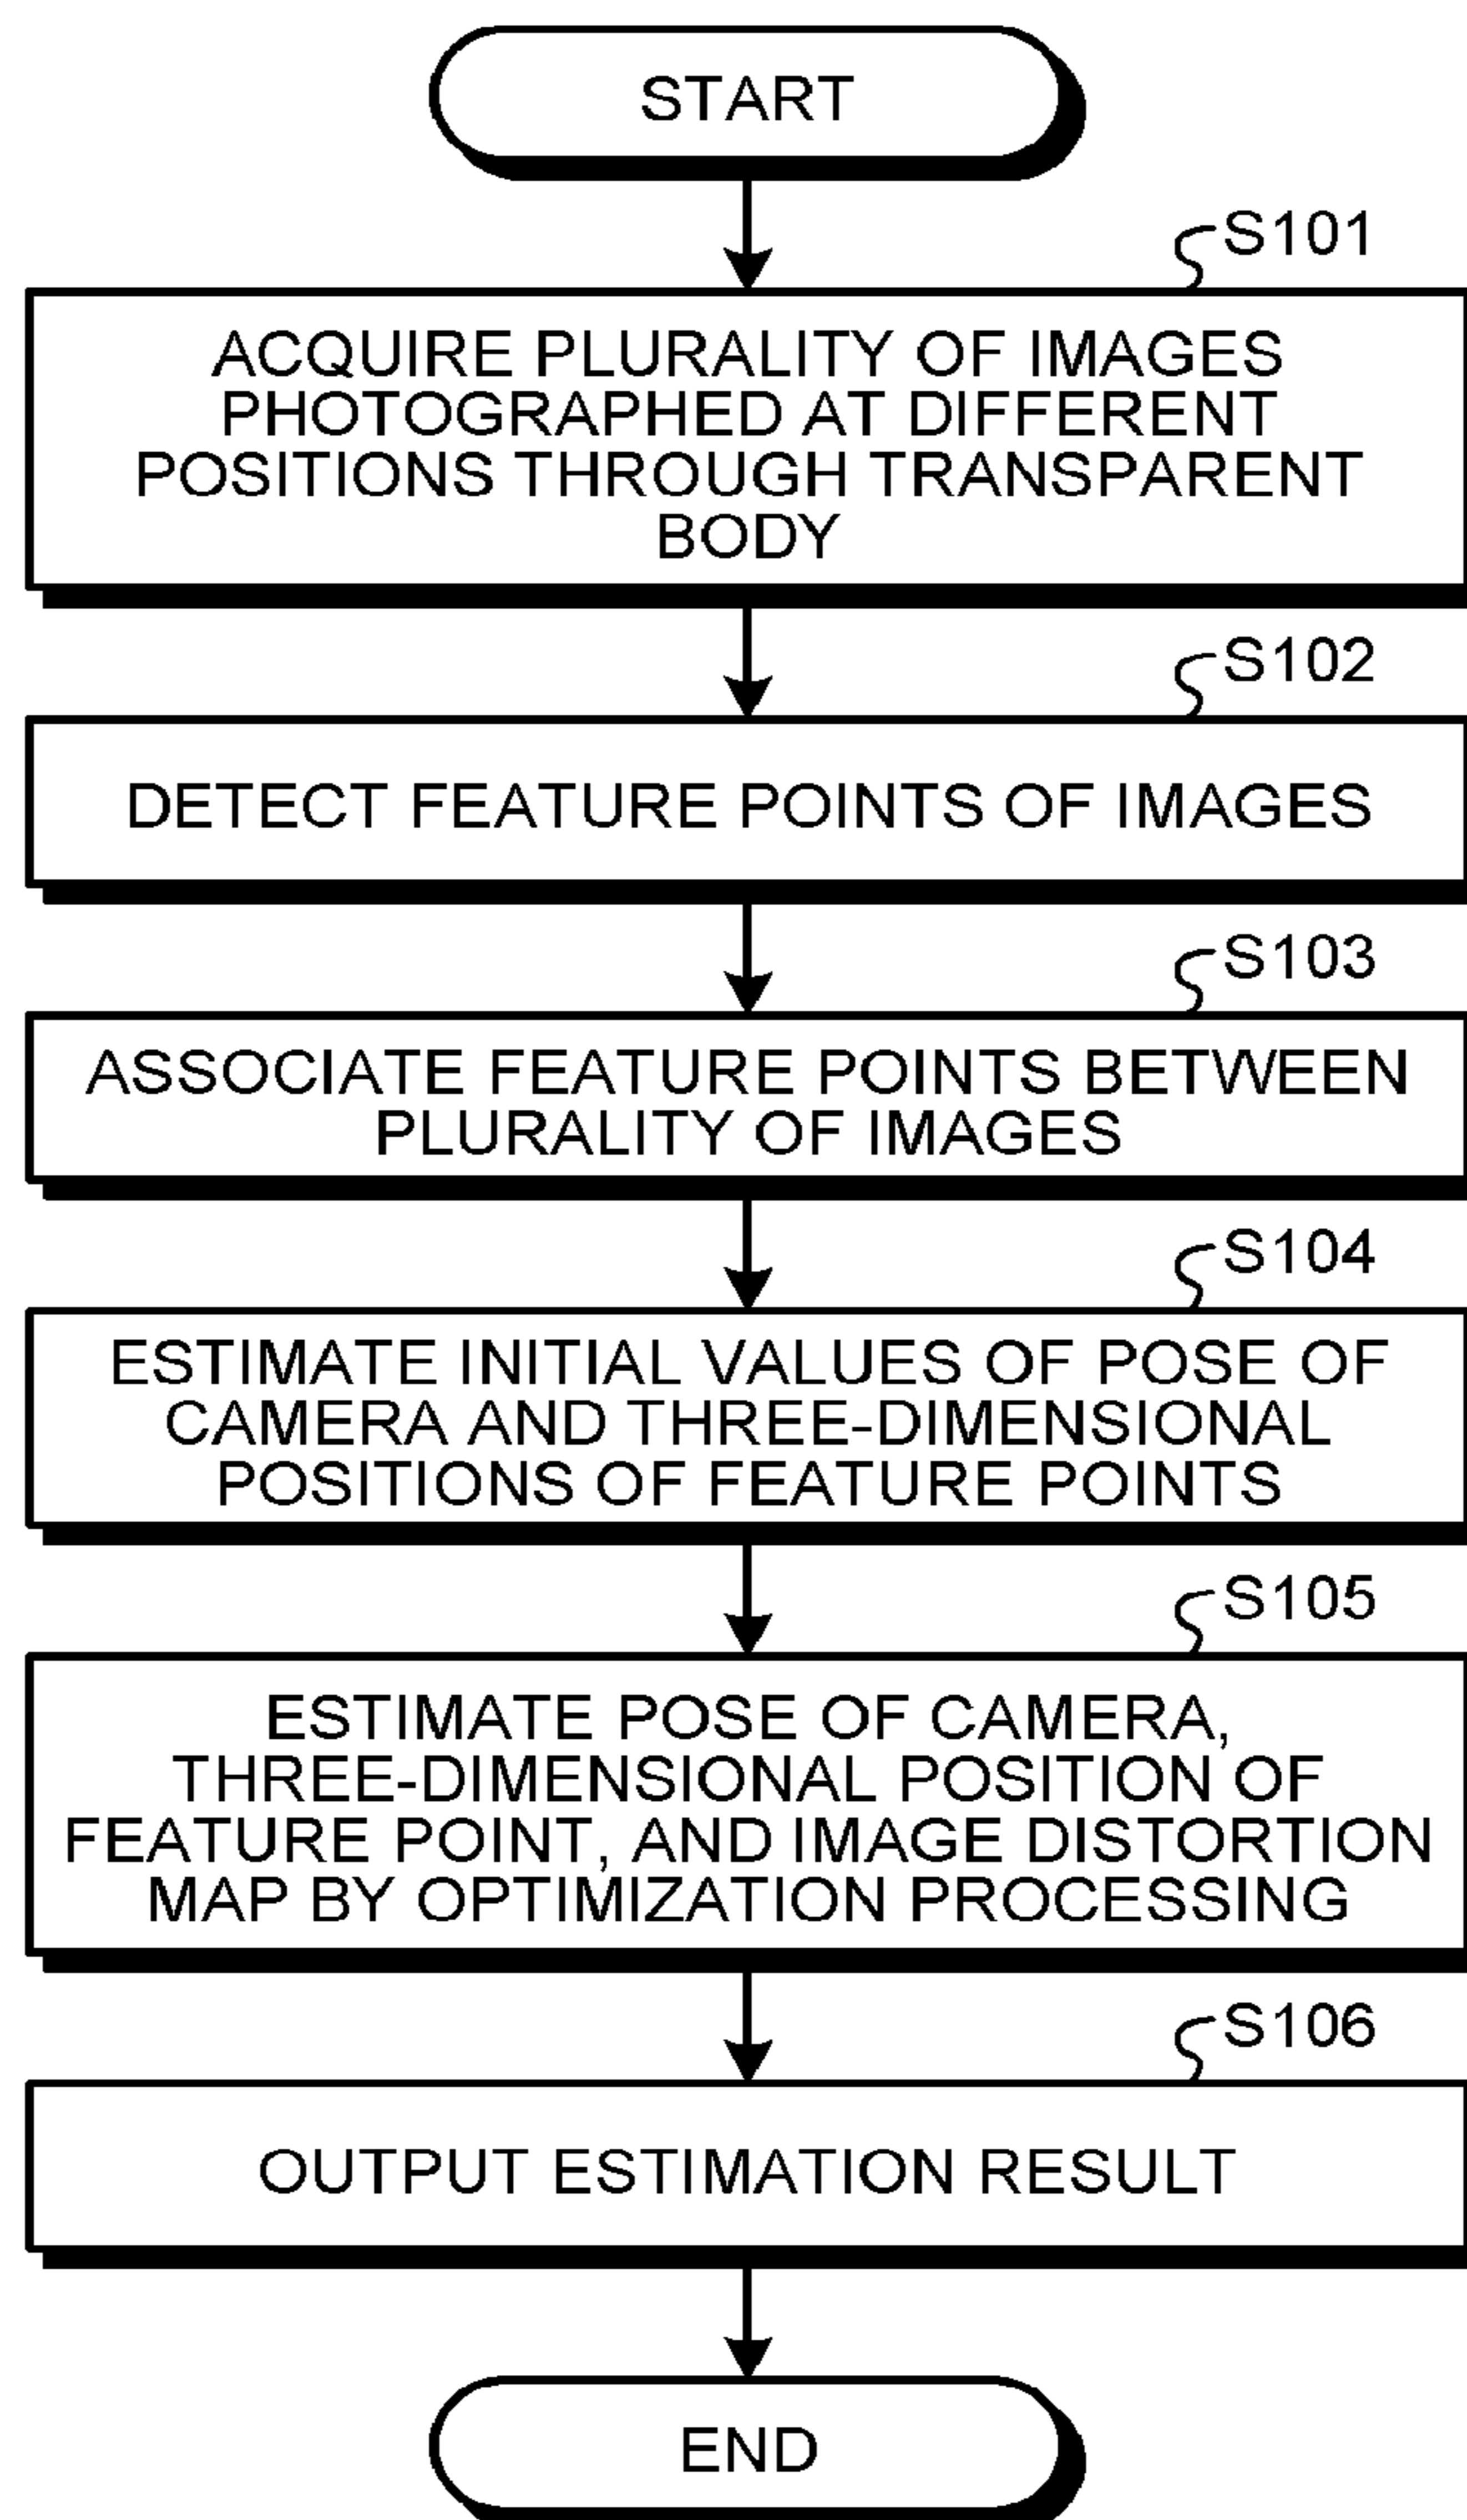 START
S101
ACQUIRE PLURALITY OF IMAGES
PHOTOGRAPHED AT DIFFERENT
POSITIONS THROUGH TRANSPARENT
BODY
S102
DETECT FEATURE POINTS OF IMAGES
S103
ASSOCIATE FEATURE POINTS BETWEEN
PLURALITY OF IMAGES
S104
ESTIMATE INITIAL VALUES OF POSE OF
CAMERA AND THREE-DIMENSIONAL
POSITIONS OF FEATURE POINTS
S105
ESTIMATE POSE OF CAMERA,
THREE-DIMENSIONAL POSITION OF
FEATURE POINT, AND IMAGE DISTORTION
MAP BY OPTIMIZATION PROCESSING
S106
OUTPUT ESTIMATION RESULT
END